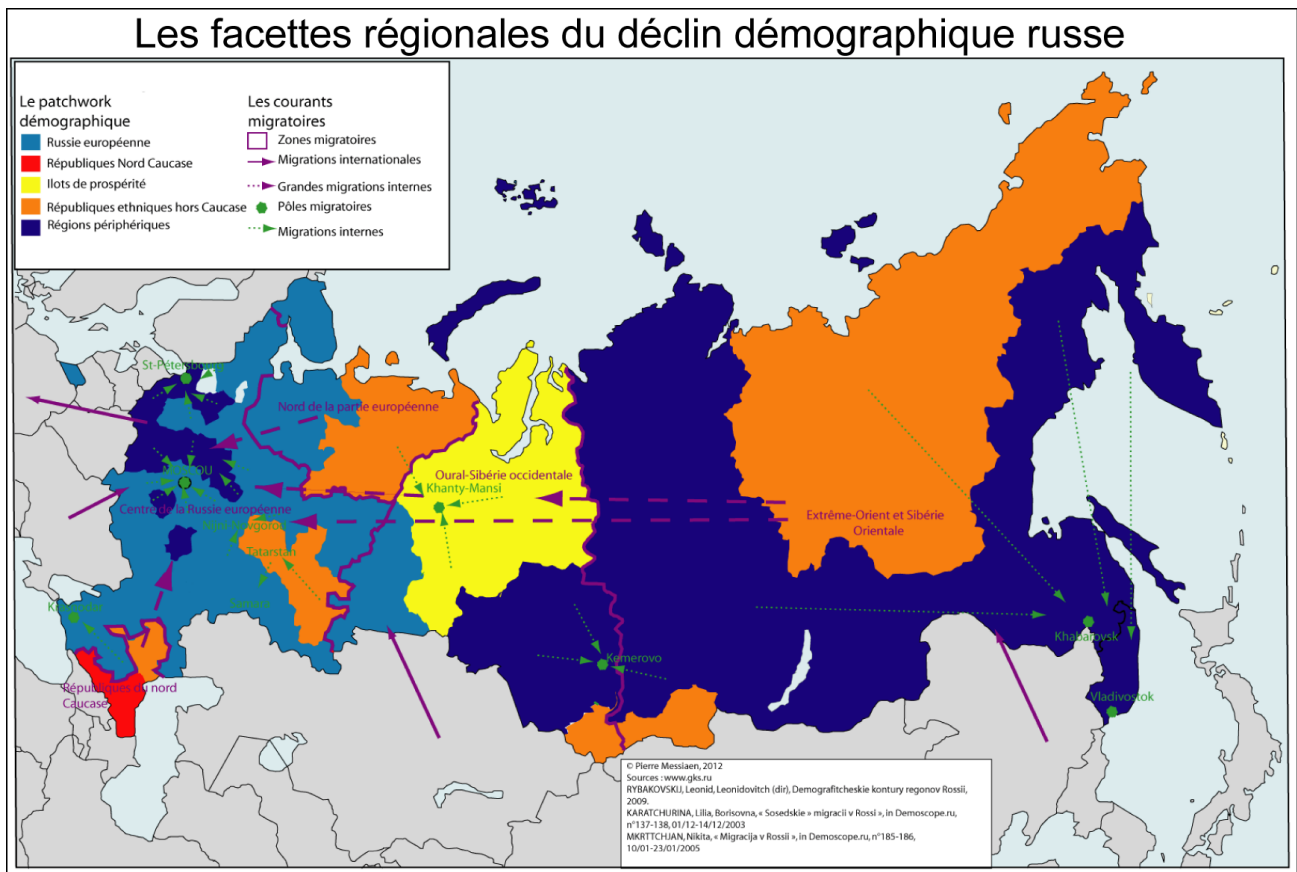 Les facettes régionales du déclin démographique russe
Le patchwork
démographique
Russie européenne
Républiques Nord Caucase
Ilots de prospérité
Républiques ethniques hors Caucase
Régions périphériques
Les courants
migratoires
Zones migratoires
Migrations internationales
Grandes migrations internes
Pôles migratoires
Migrations internes
St-Pétersbourg
Nord de la partie européenne
MOSCOU
Oural-Sibérie occidentale
Khanty-Mansi
Centre de la Russie européenne
Nijni-Novgorod
Extrême-Orient et Sibérie
Orientale
Tatarstan
Samara
Krasnodar
Khabarovsk
Kemerovo
Républiques du nord
Caucase
Vladivostok
© Pierre Messiaen, 2012
Sources : www.gks.ru
RYBAKOVSKIJ, Leonid, Leonidovitch (dir), Demografitcheskie kontury regonov Rossii,
2009.
KARATCHURINA, Lilia, Borisovna, « Sosedskie » migracii v Rossi », in Demoscope.ru,
n°137-138, 01/12-14/12/2003
MKRTTCHJAN, Nikita, « Migracija v Rossii », in Demoscope.ru, n°185-186,
10/01-23/01/2005